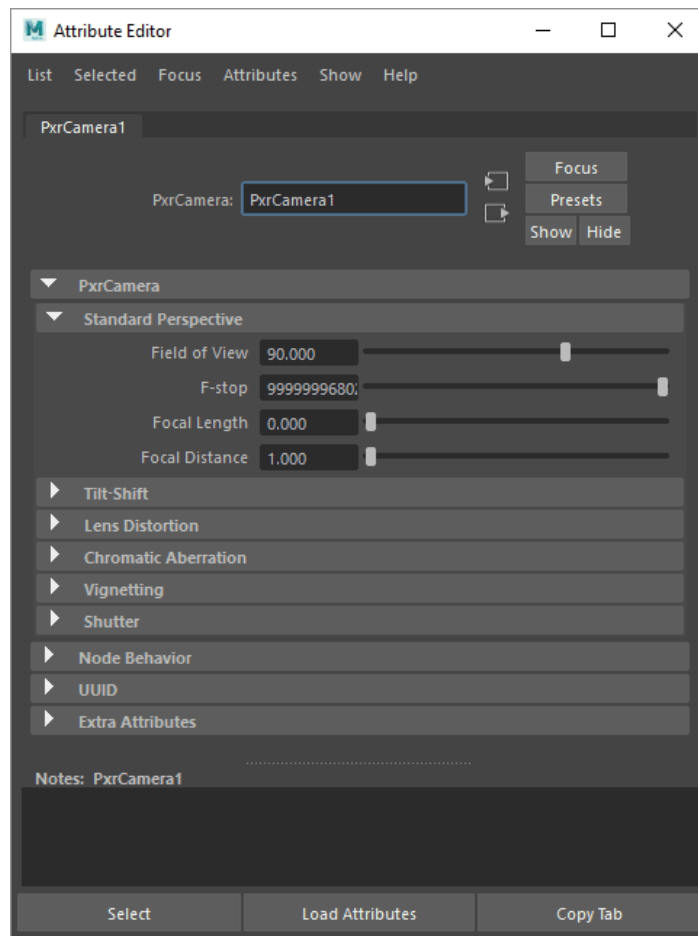 Attribute Editor
List Selected Focus Attributes Show Help
PxrCamera1
Focus
PxrCamera: PxrCamera1
Presets
Show Hide
PxrCamera
Standard Perspective
Field of View 90.000
F-stop 9999999680
Focal Length 0.000
Focal Distance 1.000
Tilt-Shift
Lens Distortion
Chromatic Aberration
Vignetting
Shutter
Node Behavior
UUID
Extra Attributes
Notes: PxrCamera1
Select Load Attributes Copy Tab